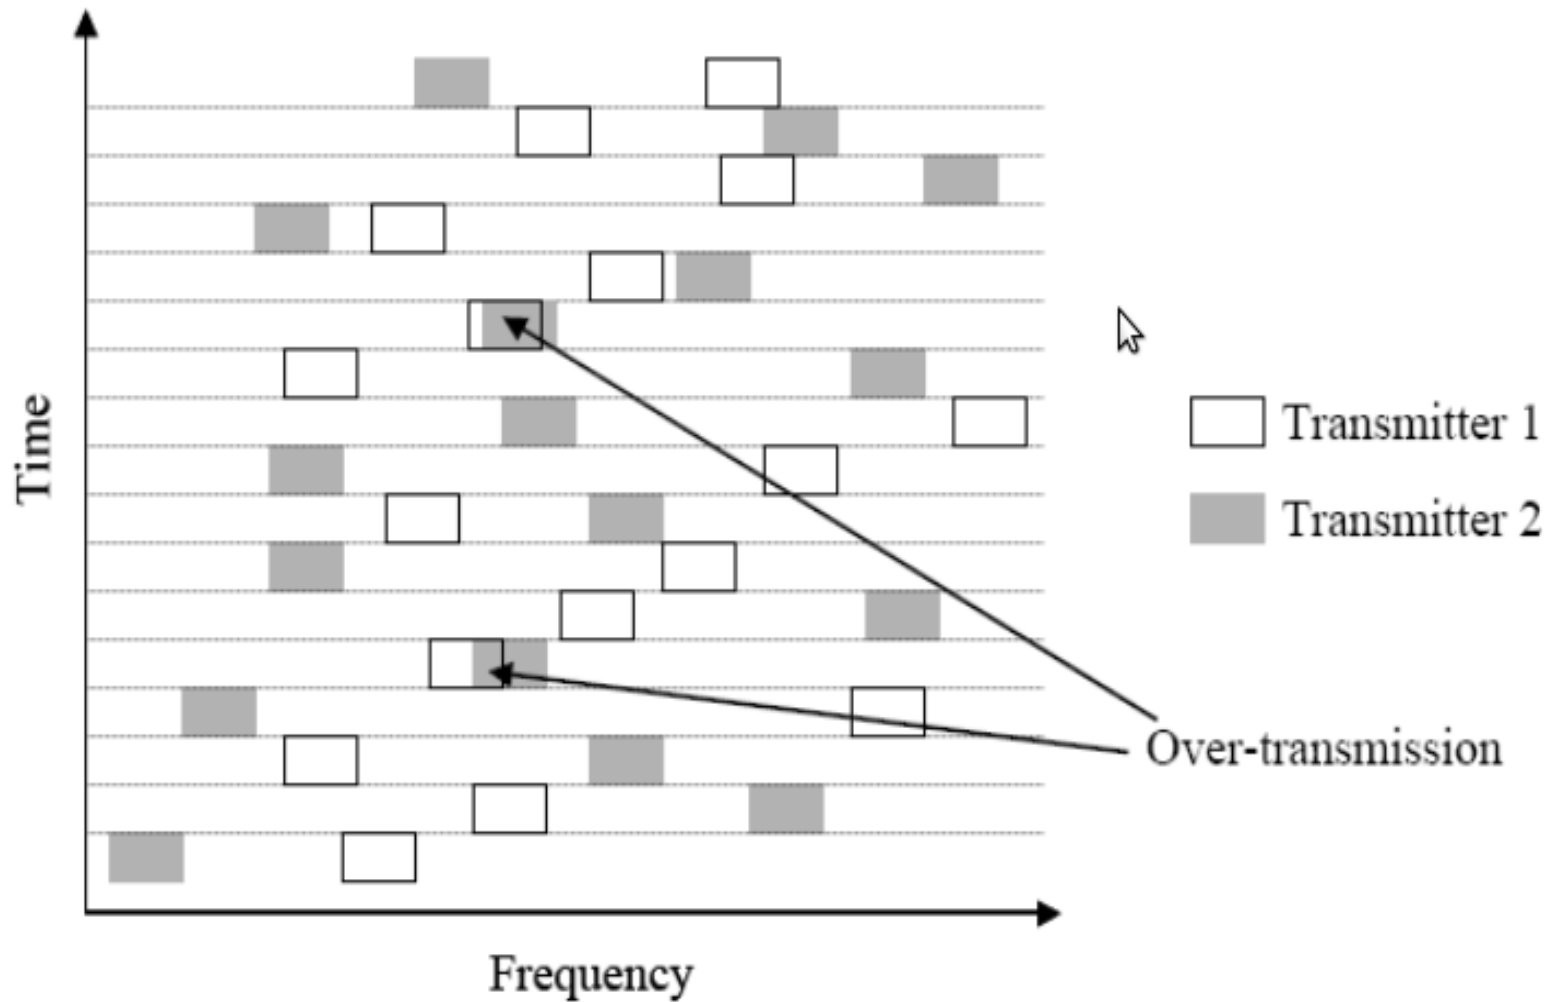 Time
Transmitter 1
Transmitter 2
Over-transmission
Frequency